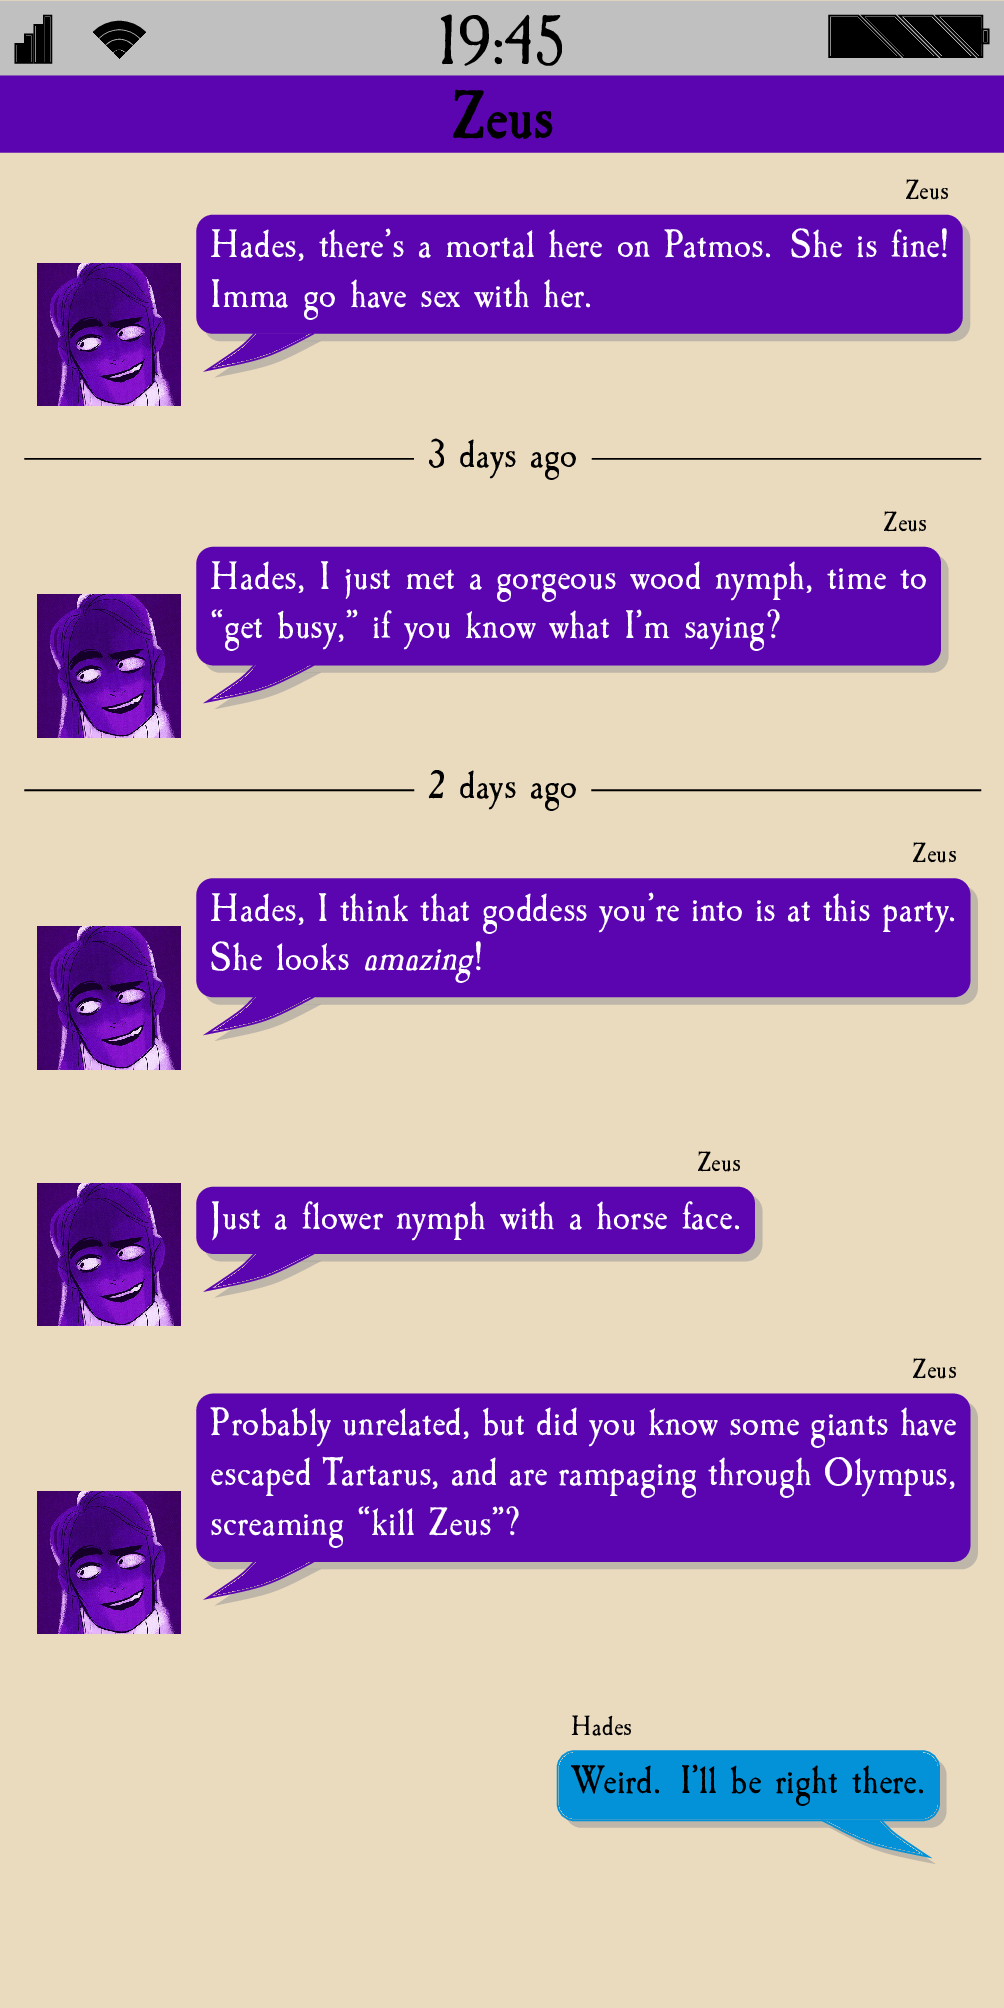 19:45
Zeus
Zeus
Hades, there's a mortal here on Patmos. She is fine!
Imma go have sex with her.
3 days ago
Zeus
Hades, I just met a gorgeous wood nymph, time to
“get busy,” if you know what I'm saying?
2 days ago
Zeus
Hades, I think that goddess you're into is at this party.
She looks amazing!
Zeus
Just a flower nymph with a horse face.
Zeus
Probably unrelated, but did you know some giants have
escaped Tartarus, and are rampaging through Olympus,
screaming “kill Zeus”?
Hades
Weird. I'll be right there.